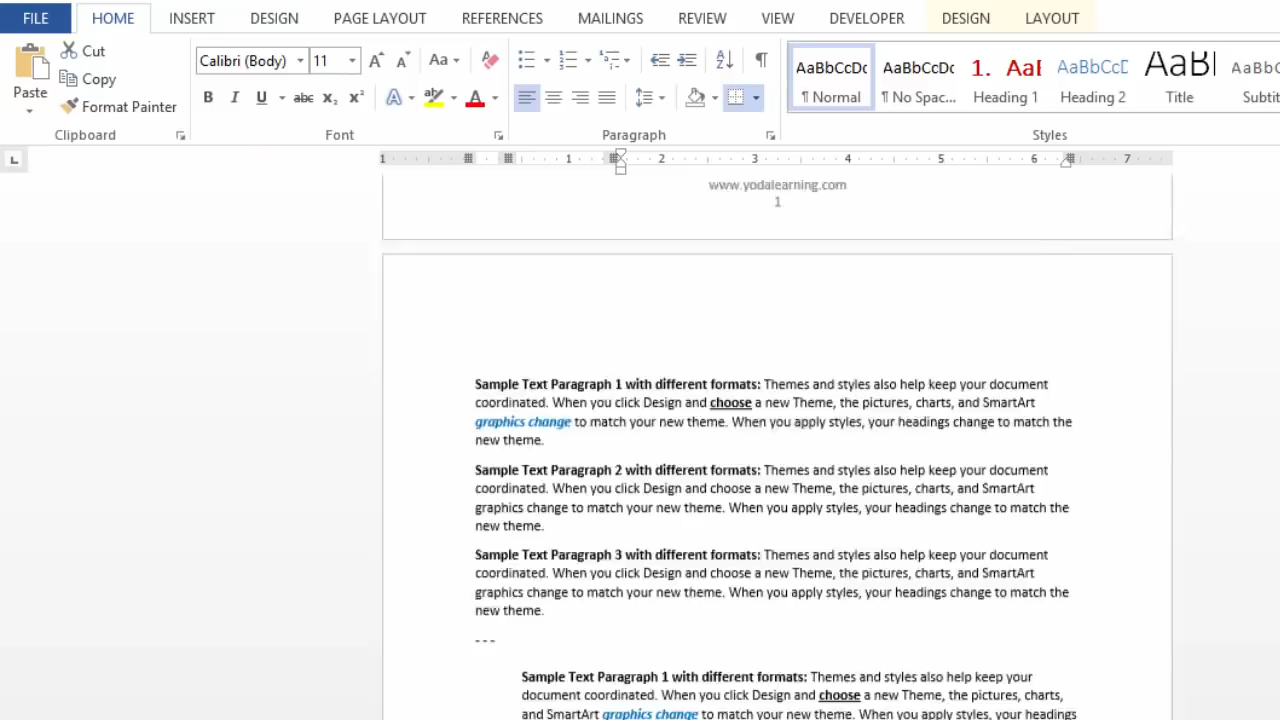 FILE HOME INSERT DESIGN PAGE LAYOUT REFERENCES MAILINGS REVIEW VIEW DEVELOPER DESIGN LAYOUT
Paste
Cut
Copy
Format Painter
Clipboard
Calibri (Body) 11
Font
Paragraph
AaBbCcDc AaBbCcDc 1. Aal AaBbCcD AaBl AaBbCc
¶ Normal ¶ No Spac... Heading 1 Heading 2 Title Subtit
Styles
1 1 2 3 4 5 6 7
www.yodalearning.com
1
Sample Text Paragraph 1 with different formats: Themes and styles also help keep your document
coordinated. When you click Design and choose a new Theme, the pictures, charts, and SmartArt
graphics change to match your new theme. When you apply styles, your headings change to match the
new theme.
Sample Text Paragraph 2 with different formats: Themes and styles also help keep your document
coordinated. When you click Design and choose a new Theme, the pictures, charts, and SmartArt
graphics change to match your new theme. When you apply styles, your headings change to match the
new theme.
Sample Text Paragraph 3 with different formats: Themes and styles also help keep your document
coordinated. When you click Design and choose a new Theme, the pictures, charts, and SmartArt
graphics change to match your new theme. When you apply styles, your headings change to match the
new theme.
---
Sample Text Paragraph 1 with different formats: Themes and styles also help keep your
document coordinated. When you click Design and choose a new Theme, the pictures, charts,
and SmartArt graphics change to match your new theme. When you apply styles, your headings